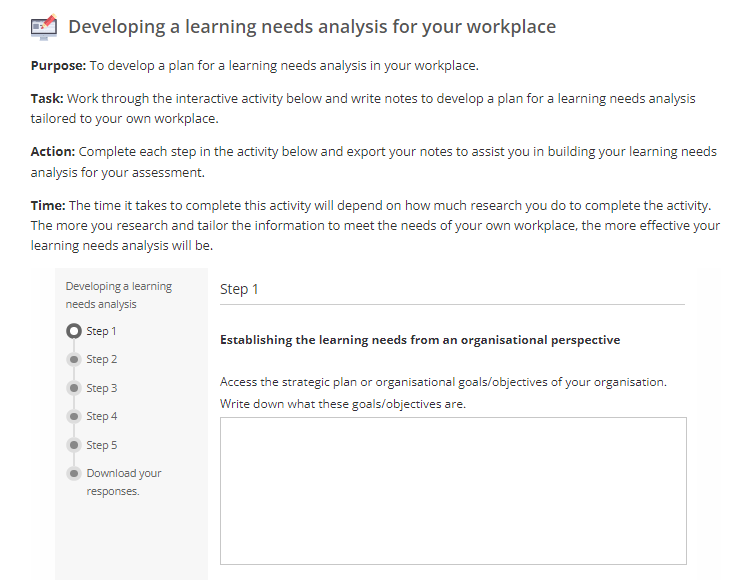 Developing a learning needs analysis for your workplace
Purpose: To develop a plan for a learning needs analysis in your workplace.
Task: Work through the interactive activity below and write notes to develop a plan for a learning needs analysis
tailored to your own workplace.
Action: Complete each step in the activity below and export your notes to assist you in building your learning needs
analysis for your assessment.
Time: The time it takes to complete this activity will depend on how much research you do to complete the activity.
The more you research and tailor the information to meet the needs of your own workplace, the more effective your
learning needs analysis will be.
Developing a learning
needs analysis
Step 1
Step 2
Step 3
Step 4
Step 5
Download your
responses.
Step 1
Establishing the learning needs from an organisational perspective
Access the strategic plan or organisational goals/objectives of your organisation.
Write down what these goals/objectives are.